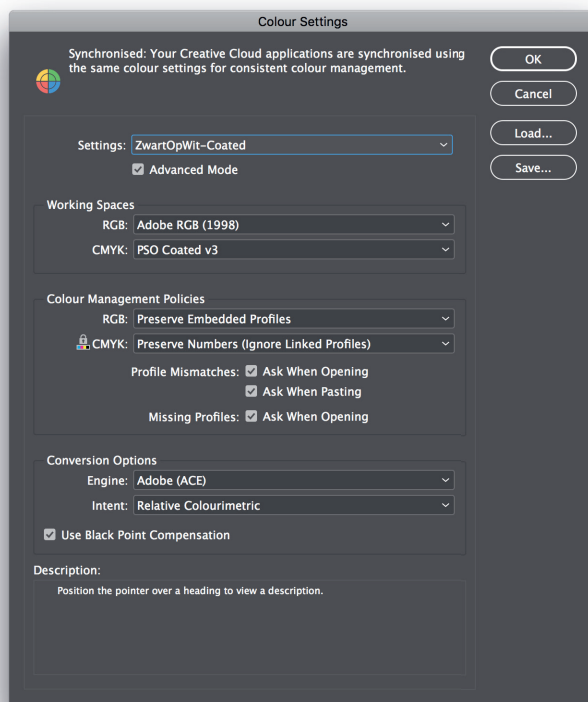 Colour Settings
Synchronised: Your Creative Cloud applications are synchronised using
the same colour settings for consistent colour management.
OK
Cancel
Load...
Save...
Settings: ZwartOpWit-Coated
Advanced Mode
Working Spaces
RGB: Adobe RGB (1998)
CMYK: PSO Coated v3
Colour Management Policies
RGB: Preserve Embedded Profiles
CMYK: Preserve Numbers (Ignore Linked Profiles)
Profile Mismatches: Ask When Opening
Ask When Pasting
Missing Profiles: Ask When Opening
Conversion Options
Engine: Adobe (ACE)
Intent: Relative Colourimetric
Use Black Point Compensation
Description:
Position the pointer over a heading to view a description.